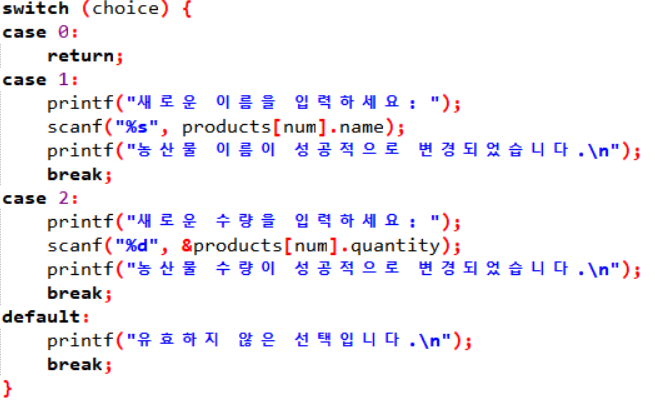 switch (choice) {
case 0:
    return;
case 1:
    printf("새로운 이름을 입력하세요: ");
    scanf("%s", products[num].name);
    printf("농산물 이름이 성공적으로 변경되었습니다.\n");
    break;
case 2:
    printf("새로운 수량을 입력하세요: ");
    scanf("%d", &products[num].quantity);
    printf("농산물 수량이 성공적으로 변경되었습니다.\n");
    break;
default:
    printf("유효하지 않은 선택입니다.\n");
    break;
}